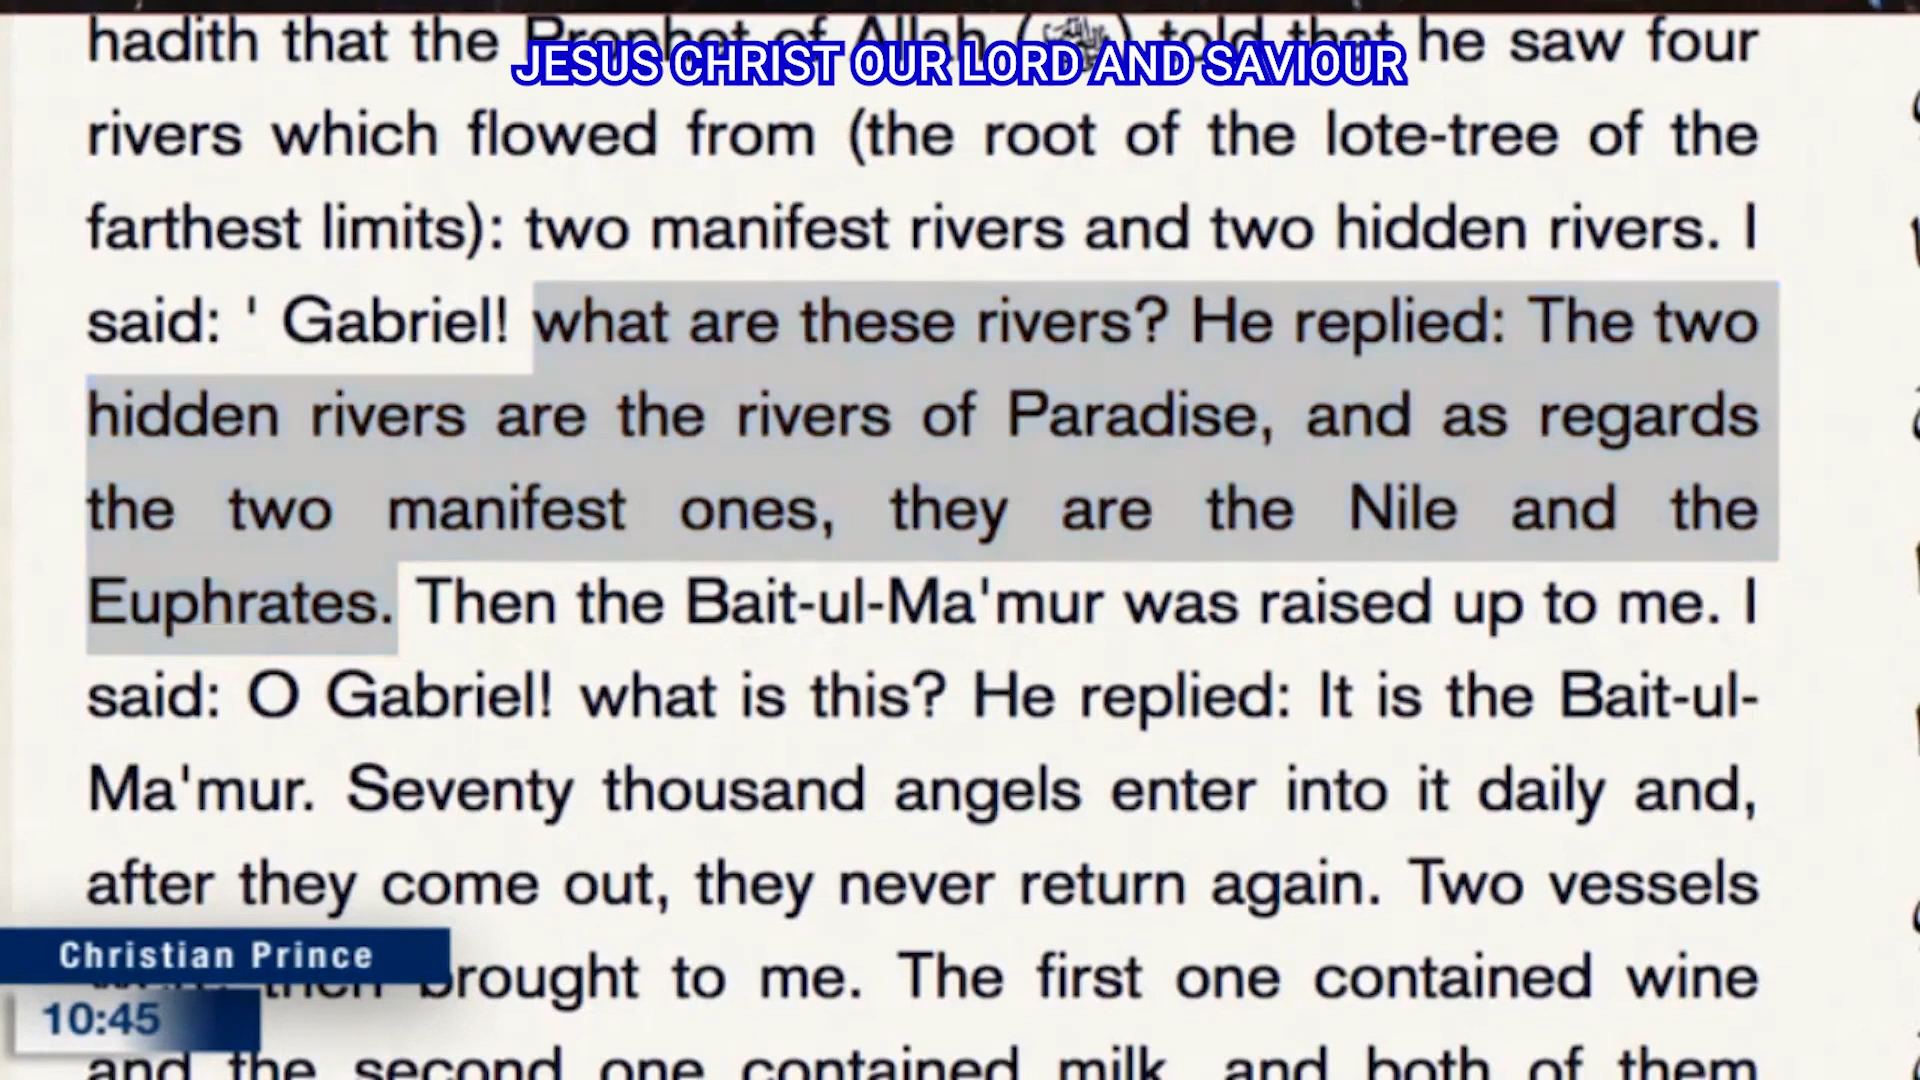 hadith that the Prophet of Allah (ﷺ) told that he saw four
JESUS CHRIST OUR LORD AND SAVIOUR
rivers which flowed from (the root of the lote-tree of the
farthest limits): two manifest rivers and two hidden rivers. I
said: ' Gabriel! what are these rivers? He replied: The two
hidden rivers are the rivers of Paradise, and as regards
the two manifest ones, they are the Nile and the
Euphrates. Then the Bait-ul-Ma'mur was raised up to me. I
said: O Gabriel! what is this? He replied: It is the Bait-ul-
Ma'mur. Seventy thousand angels enter into it daily and,
after they come out, they never return again. Two vessels
Christian Prince
then brought to me. The first one contained wine
10:45
and the second one contained milk, and both of them